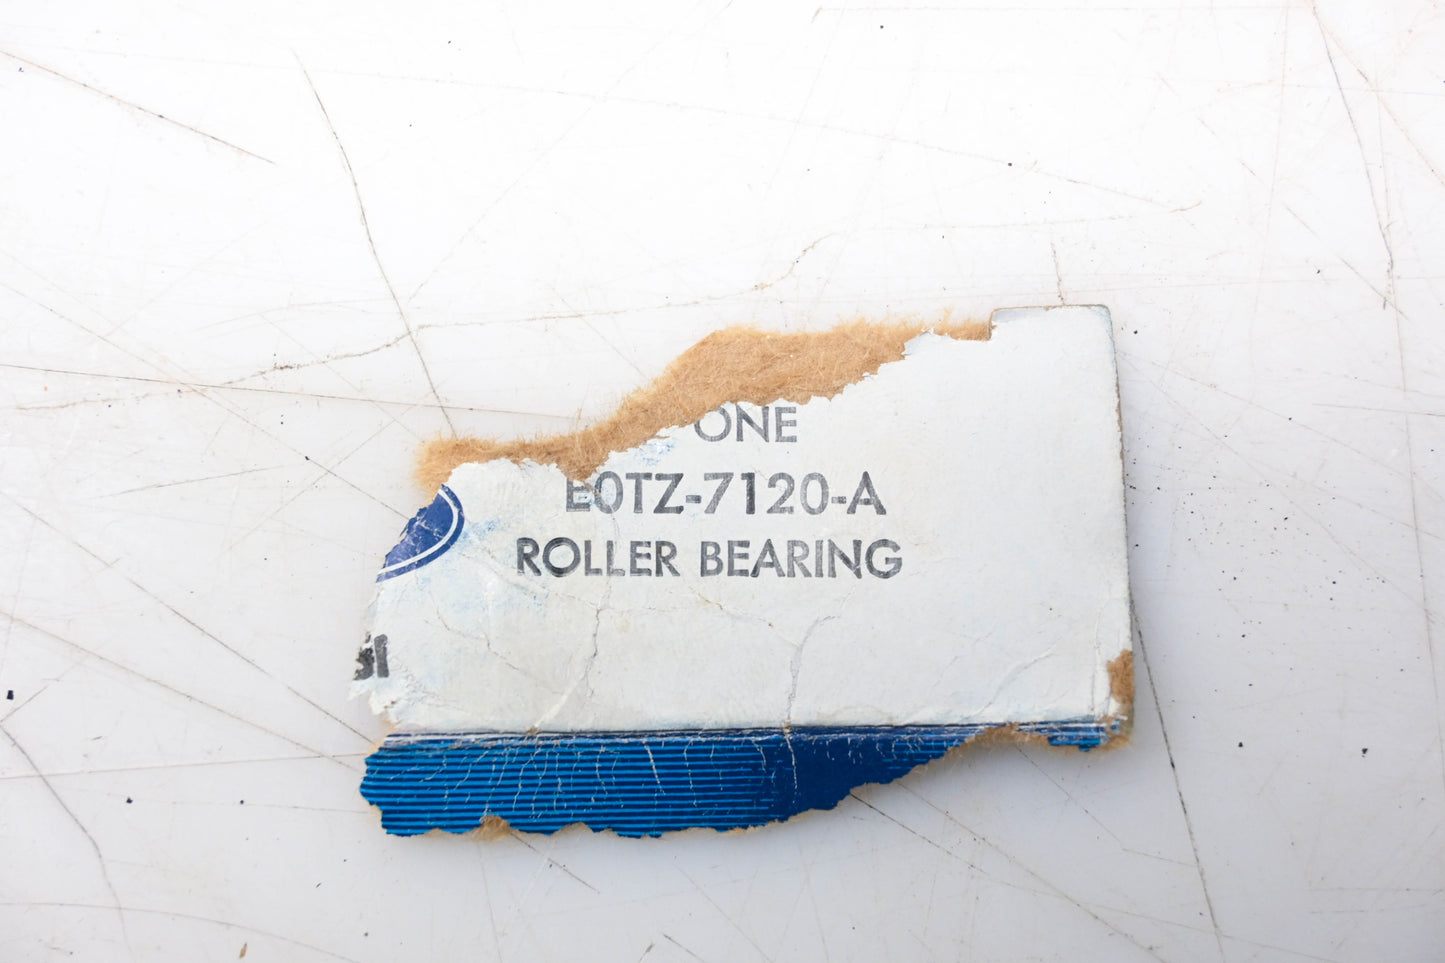 ONE
E0TZ-7120-A
ROLLER BEARING